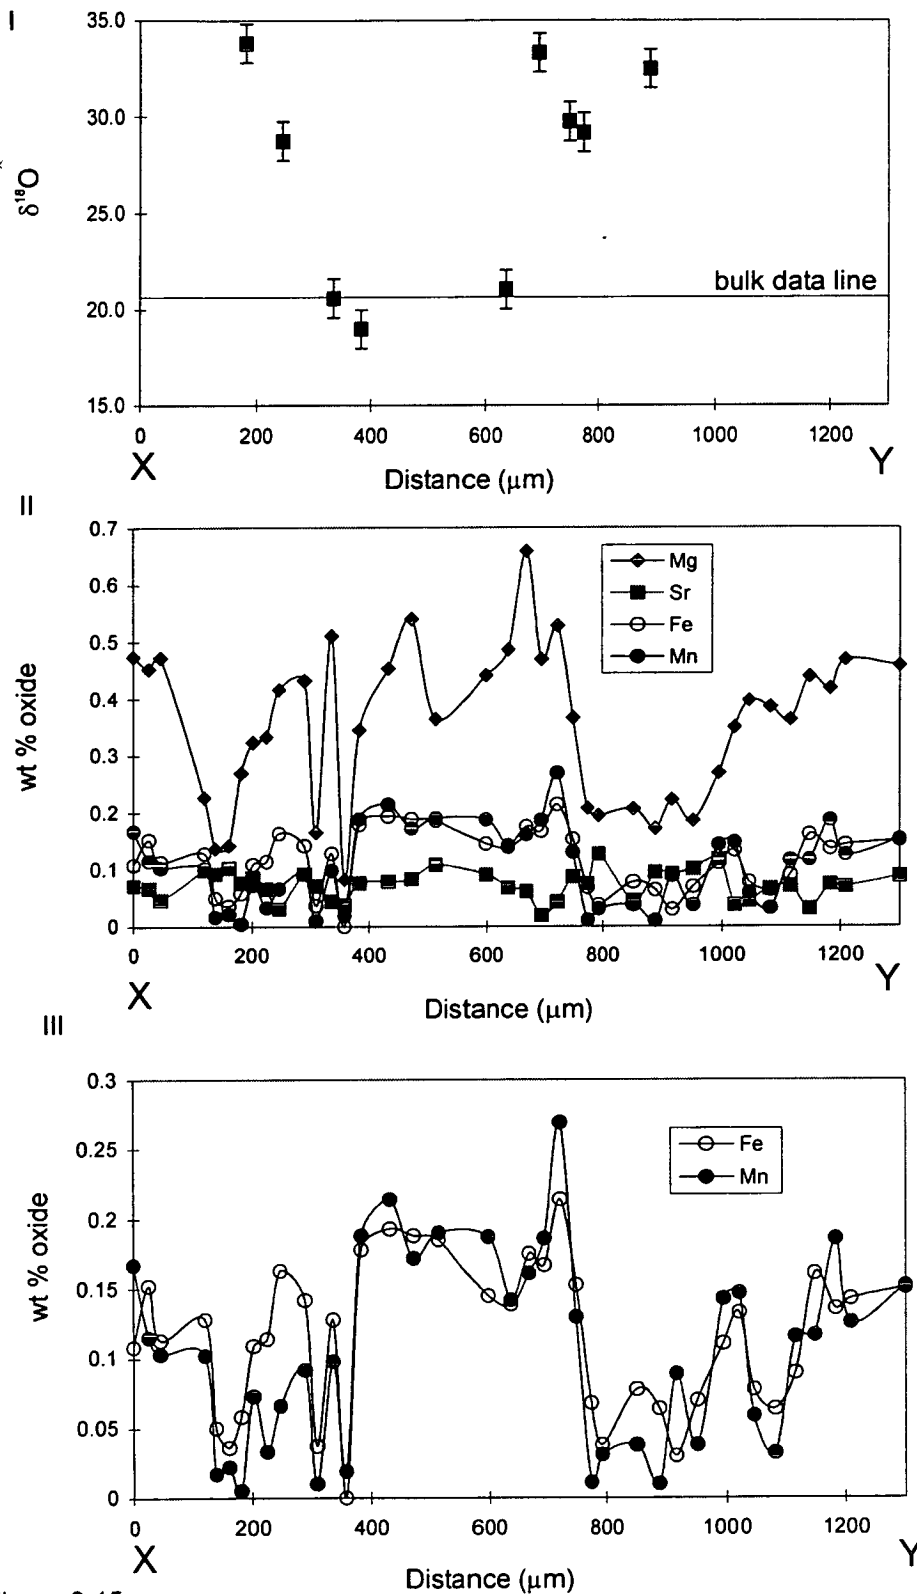 I
35.0
30.0
25.0
20.0
15.0
δ¹⁸O
bulk data line
0 200 400 600 800 1000 1200
X Y
Distance (μm)
II
0.7
0.6
0.5
0.4
0.3
0.2
0.1
0
wt % oxide
Mg
Sr
Fe
Mn
0 200 400 600 800 1000 1200
X Y
Distance (μm)
III
0.3
0.25
0.2
0.15
0.1
0.05
0
wt % oxide
Fe
Mn
0 200 400 600 800 1000 1200
X Y
Distance (μm)